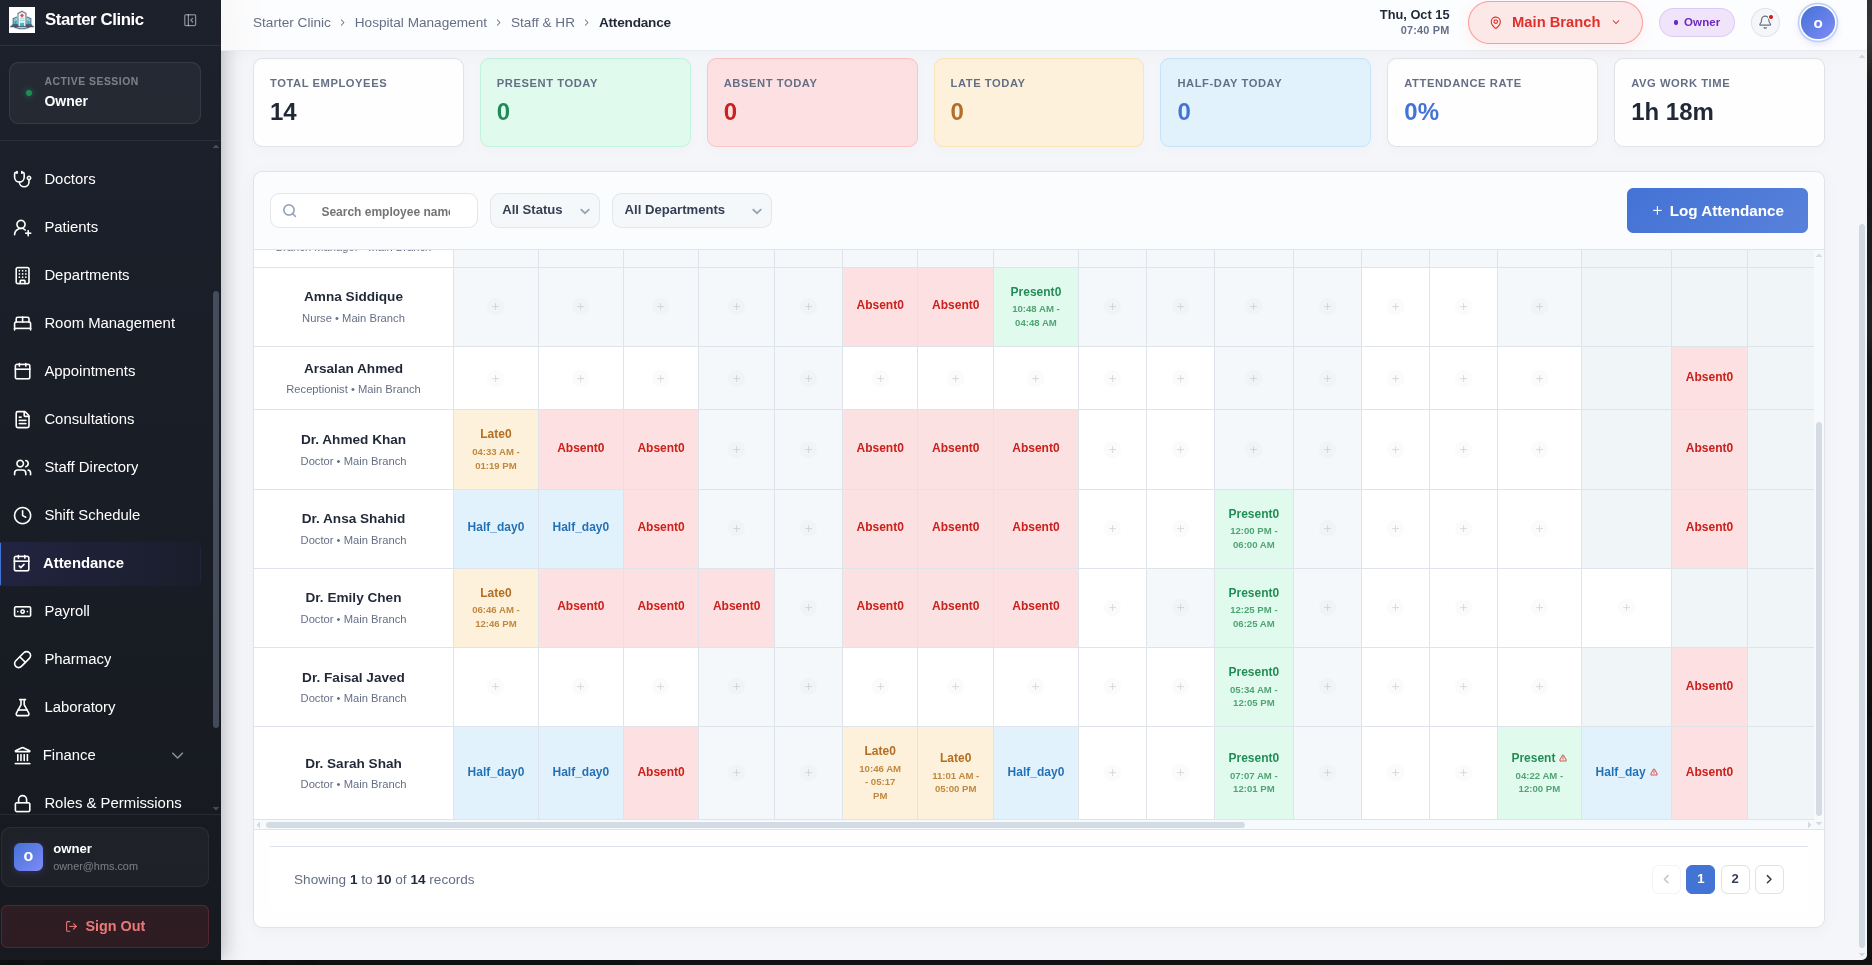 Starter Clinic
ACTIVE SESSION
Owner
Doctors
Patients
Departments
Room Management
Appointments
Consultations
Staff Directory
Shift Schedule
Attendance
Payroll
Pharmacy
Laboratory
Finance
Roles & Permissions
o
owner
owner@hms.com
Sign Out
Starter Clinic › Hospital Management › Staff & HR › Attendance
Thu, Oct 15
07:40 PM
Main Branch
• Owner
o
TOTAL EMPLOYEES
14
PRESENT TODAY
0
ABSENT TODAY
0
LATE TODAY
0
HALF-DAY TODAY
0
ATTENDANCE RATE
0%
AVG WORK TIME
1h 18m
Search employee name
All Status
All Departments
+ Log Attendance
Branch Manager • Main Branch
Amna Siddique
Nurse • Main Branch
+ + + + +
Absent0
Absent0
Present0
10:48 AM -
04:48 AM
+ + + + + + +
Arsalan Ahmed
Receptionist • Main Branch
+ + + + + + + + + + + + + + +
Absent0
Dr. Ahmed Khan
Doctor • Main Branch
Late0
04:33 AM -
01:19 PM
Absent0
Absent0
+ +
Absent0
Absent0
Absent0
+ + + + + + +
Absent0
Dr. Ansa Shahid
Doctor • Main Branch
Half_day0
Half_day0
Absent0
+ +
Absent0
Absent0
Absent0
+ +
Present0
12:00 PM -
06:00 AM
+ + + +
Absent0
Dr. Emily Chen
Doctor • Main Branch
Late0
06:46 AM -
12:46 PM
Absent0
Absent0
Absent0
+
Absent0
Absent0
Absent0
+ +
Present0
12:25 PM -
06:25 AM
+ + + + +
Dr. Faisal Javed
Doctor • Main Branch
+ + + + + + + + + +
Present0
05:34 AM -
12:05 PM
+ + + +
Absent0
Dr. Sarah Shah
Doctor • Main Branch
Half_day0
Half_day0
Absent0
+ +
Late0
10:46 AM
- 05:17
PM
Late0
11:01 AM -
05:00 PM
Half_day0
+ +
Present0
07:07 AM -
12:01 PM
+ + +
Present
04:22 AM -
12:00 PM
Half_day
Absent0
Showing 1 to 10 of 14 records
‹ 1 2 ›